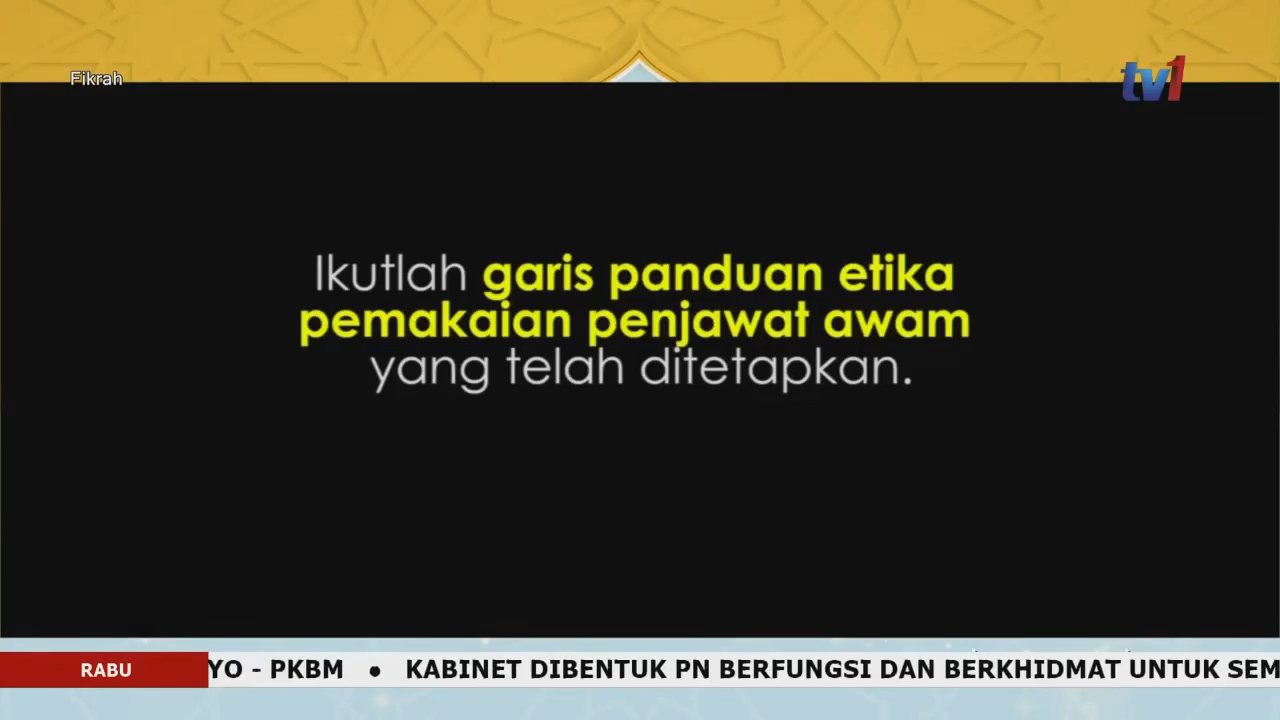 Fikrah
tv1
Ikutlah garis panduan etika
pemakaian penjawat awam
yang telah ditetapkan.
RABU
YO - PKBM • KABINET DIBENTUK PN BERFUNGSI DAN BERKHIDMAT UNTUK SEM